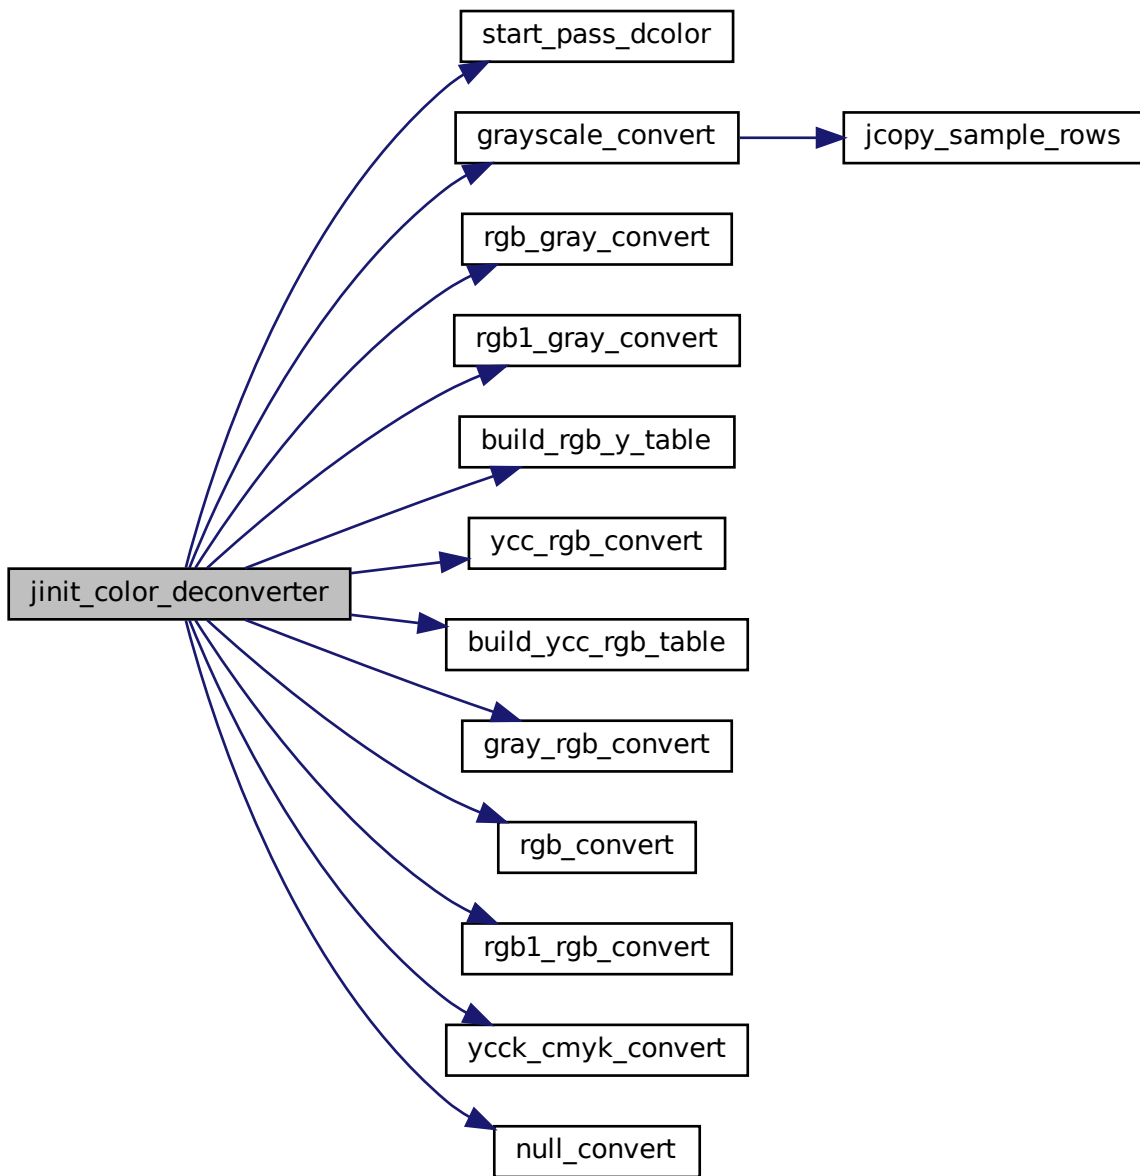 start_pass_dcolor
grayscale_convert
jcopy_sample_rows
rgb_gray_convert
rgb1_gray_convert
build_rgb_y_table
ycc_rgb_convert
jinit_color_deconverter
build_ycc_rgb_table
gray_rgb_convert
rgb_convert
rgb1_rgb_convert
ycck_cmyk_convert
null_convert